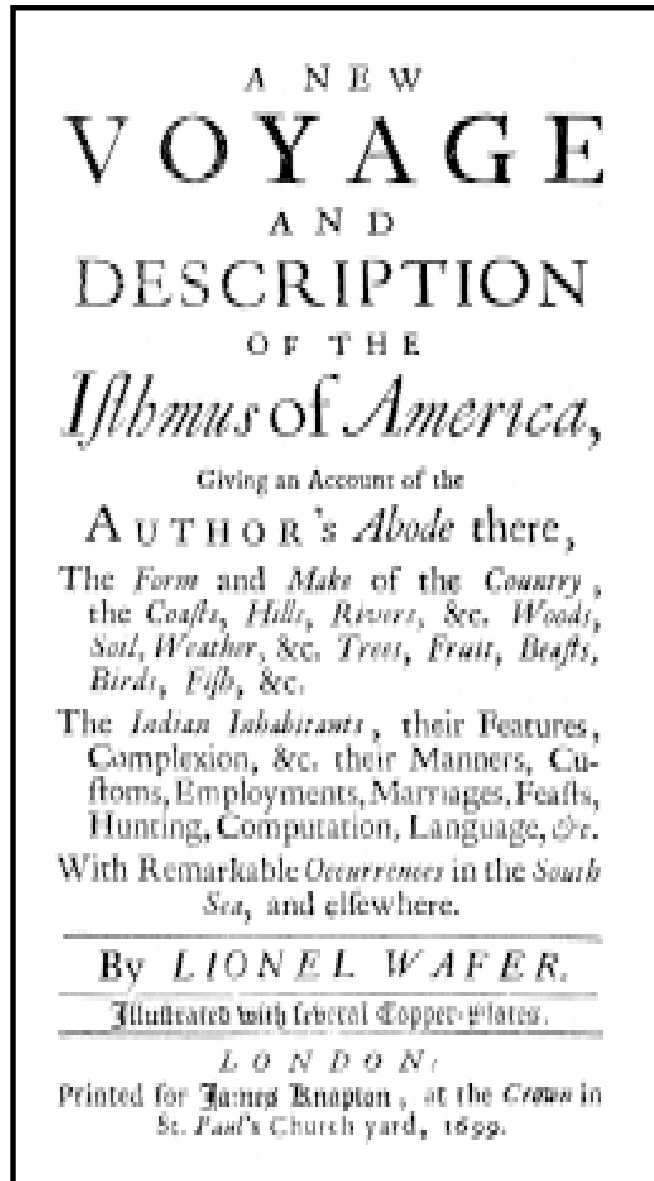 A NEW
VOYAGE
AND
DESCRIPTION
OF THE
Iſthmus of America,
Giving an Account of the
AUTHOR's Abode there,
The Form and Make of the Country,
the Coaſts, Hills, Rivers, &c. Woods,
Soil, Weather, &c. Trees, Fruit, Beaſts,
Birds, Fiſh, &c.
The Indian Inhabitants, their Features,
Complexion, &c. their Manners, Cu-
ſtoms, Employments, Marriages, Feaſts,
Hunting, Computation, Language, &c.
With Remarkable Occurrences in the South
Sea, and elſewhere.
By LIONEL WAFER.
Illuſtrated with ſeveral Copper-Plates.
LONDON:
Printed for James Knapton, at the Crown in
St. Paul's Church yard, 1699.